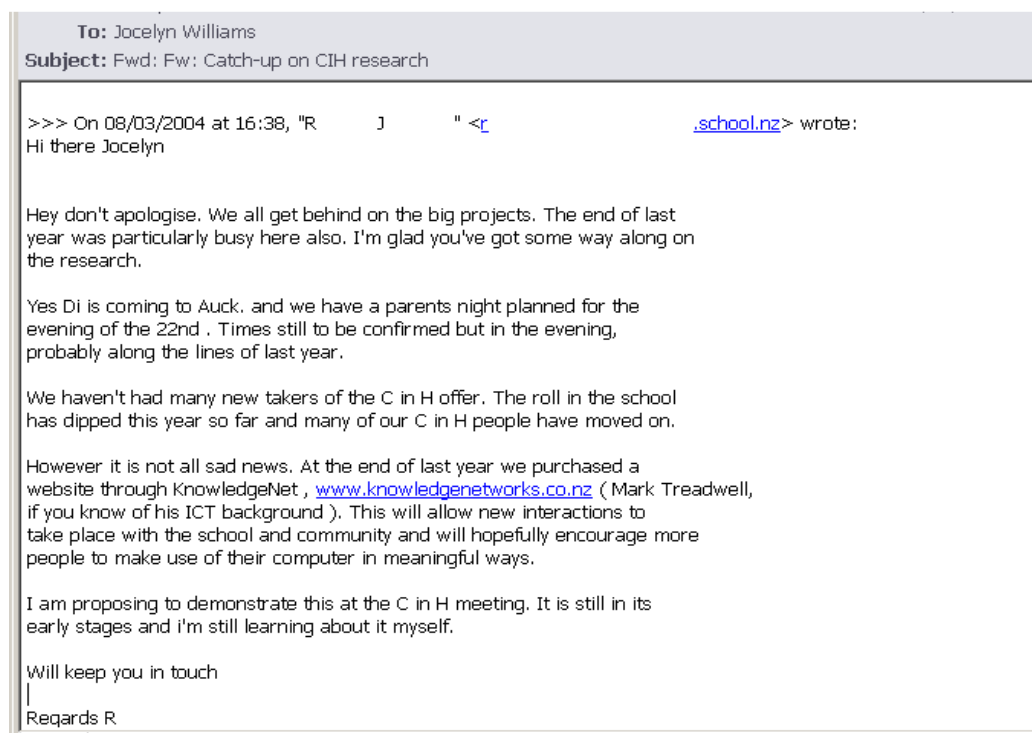 To: Jocelyn Williams
Subject: Fwd: Fw: Catch-up on CIH research
>>> On 08/03/2004 at 16:38, "R J " <r .school.nz> wrote:
Hi there Jocelyn
Hey don't apologise. We all get behind on the big projects. The end of last
year was particularly busy here also. I'm glad you've got some way along on
the research.
Yes Di is coming to Auck. and we have a parents night planned for the
evening of the 22nd . Times still to be confirmed but in the evening,
probably along the lines of last year.
We haven't had many new takers of the C in H offer. The roll in the school
has dipped this year so far and many of our C in H people have moved on.
However it is not all sad news. At the end of last year we purchased a
website through KnowledgeNet , www.knowledgenetworks.co.nz ( Mark Treadwell,
if you know of his ICT background ). This will allow new interactions to
take place with the school and community and will hopefully encourage more
people to make use of their computer in meaningful ways.
I am proposing to demonstrate this at the C in H meeting. It is still in its
early stages and i'm still learning about it myself.
Will keep you in touch
Regards R